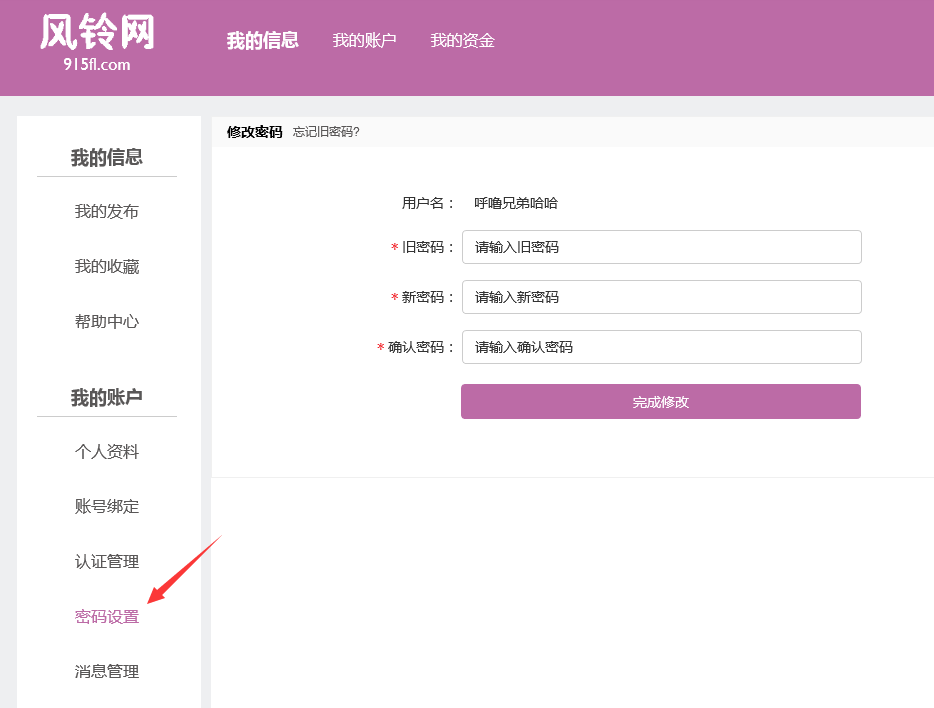 风铃网
915fl.com
我的信息 我的账户 我的资金
我的信息
我的发布
我的收藏
帮助中心
我的账户
个人资料
账号绑定
认证管理
密码设置
消息管理
修改密码 忘记旧密码?
用户名： 呼噜兄弟哈哈
* 旧密码： 请输入旧密码
* 新密码： 请输入新密码
* 确认密码： 请输入确认密码
完成修改